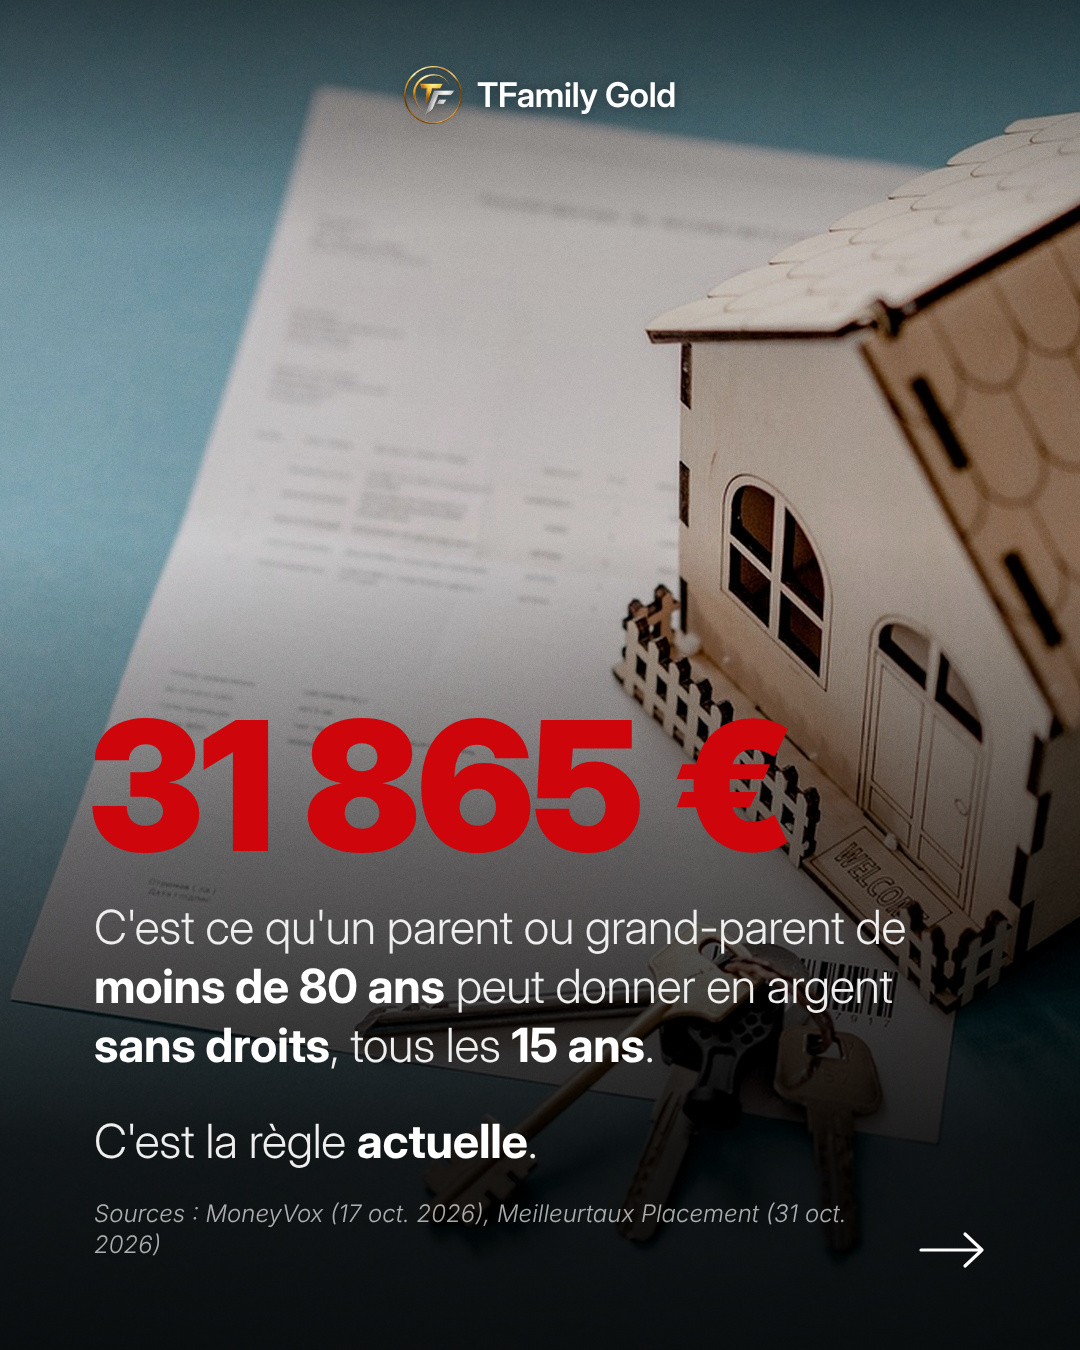 TFamily Gold
31 865 €
C'est ce qu'un parent ou grand-parent de
moins de 80 ans peut donner en argent
sans droits, tous les 15 ans.
C'est la règle actuelle.
Sources : MoneyVox (17 oct. 2026), Meilleurtaux Placement (31 oct.
2026)